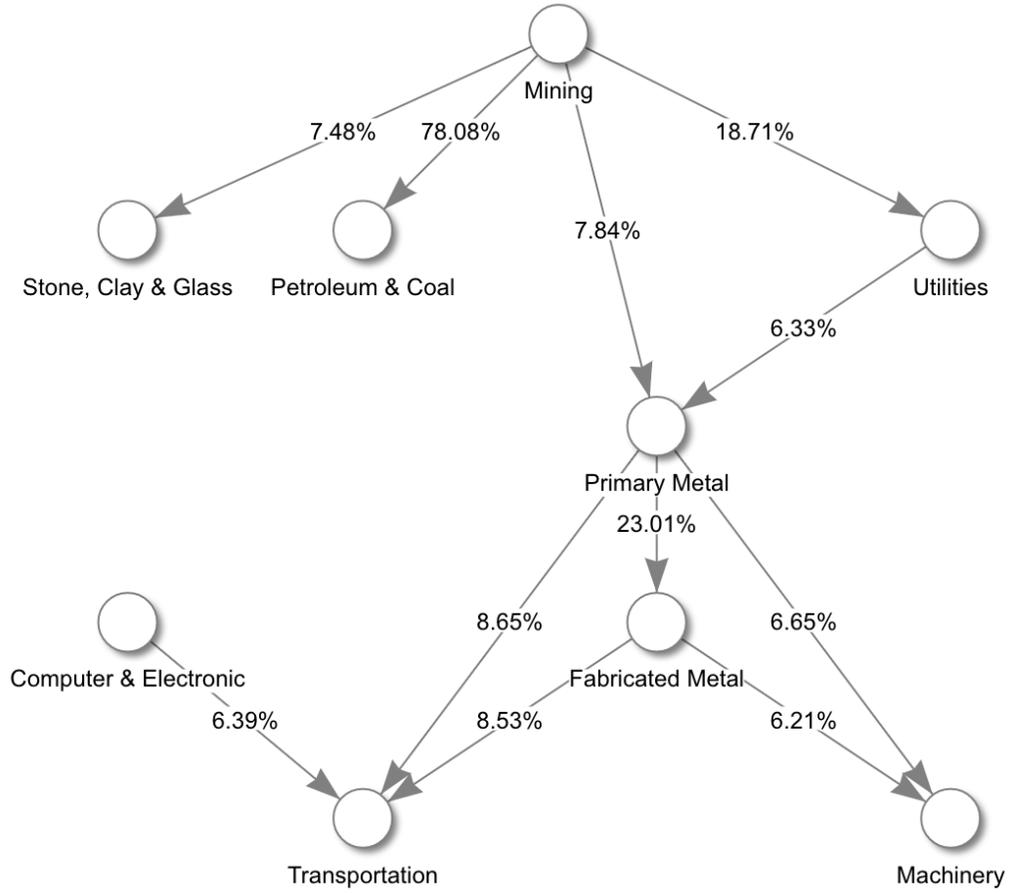 Mining
7.48%
78.08%
18.71%
7.84%
Stone, Clay & Glass
Petroleum & Coal
Utilities
6.33%
Primary Metal
23.01%
8.65%
6.65%
Computer & Electronic
Fabricated Metal
6.39%
8.53%
6.21%
Transportation
Machinery